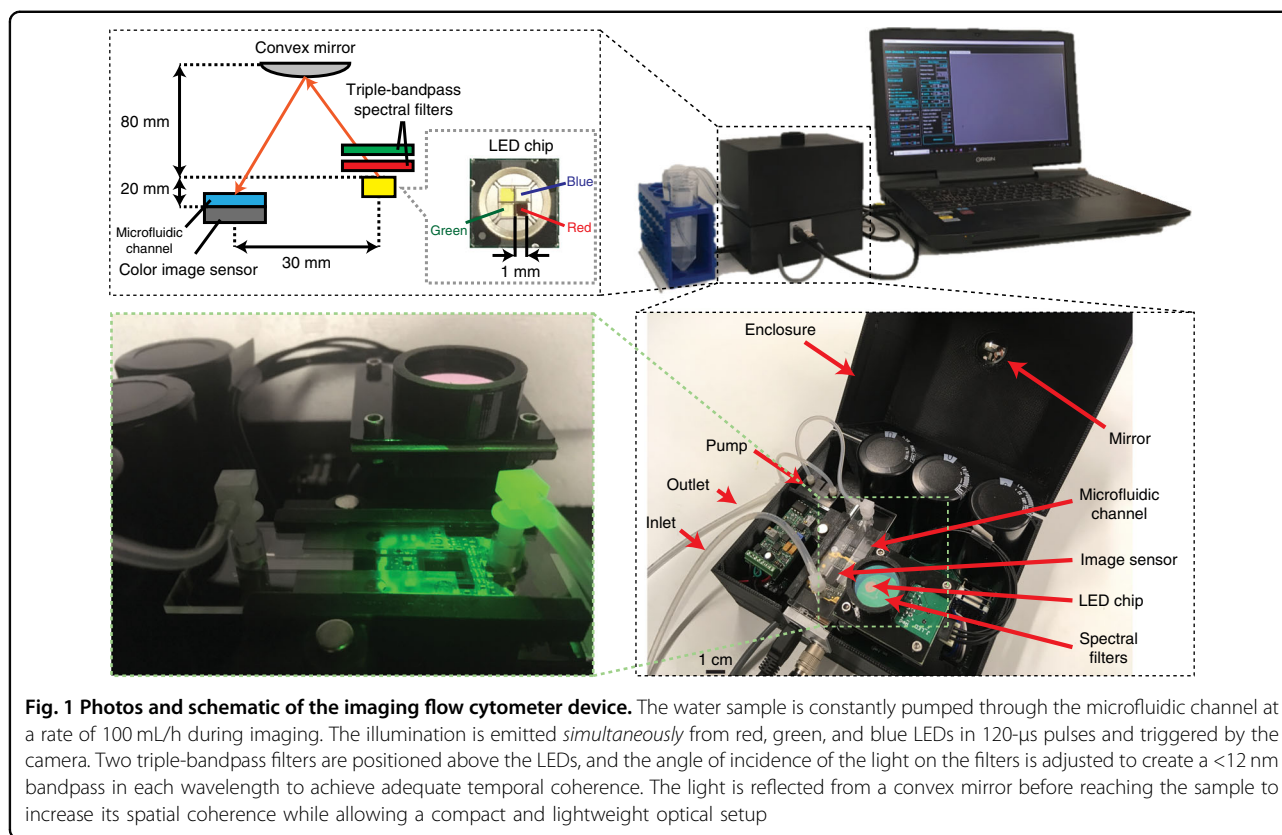 Convex mirror
Triple-bandpass
spectral filters
80 mm
LED chip
20 mm
Blue
Green
Red
Microfluidic
channel
Color image sensor
30 mm
1 mm
ORIGIN
Enclosure
Mirror
Pump
Outlet
Microfluidic
channel
Inlet
Image sensor
LED chip
Spectral
filters
1 cm
Fig. 1 Photos and schematic of the imaging flow cytometer device. The water sample is constantly pumped through the microfluidic channel at
a rate of 100 mL/h during imaging. The illumination is emitted simultaneously from red, green, and blue LEDs in 120-μs pulses and triggered by the
camera. Two triple-bandpass filters are positioned above the LEDs, and the angle of incidence of the light on the filters is adjusted to create a <12 nm
bandpass in each wavelength to achieve adequate temporal coherence. The light is reflected from a convex mirror before reaching the sample to
increase its spatial coherence while allowing a compact and lightweight optical setup